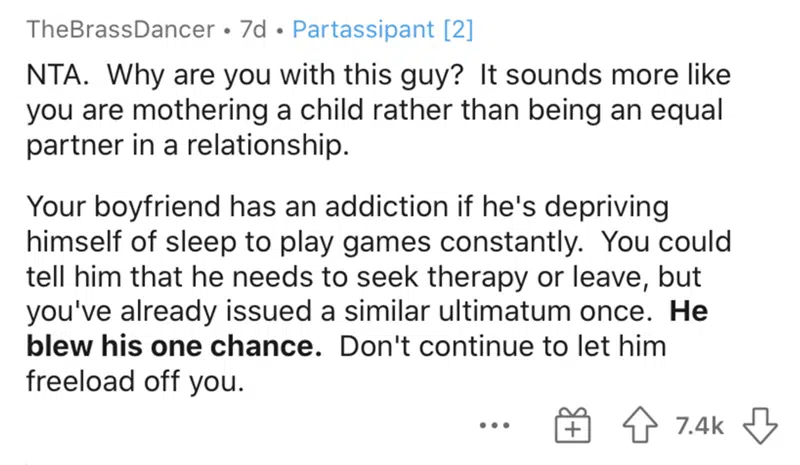 TheBrassDancer • 7d • Partassipant [2]
NTA.  Why are you with this guy?  It sounds more like
you are mothering a child rather than being an equal
partner in a relationship.
Your boyfriend has an addiction if he's depriving
himself of sleep to play games constantly.  You could
tell him that he needs to seek therapy or leave, but
you've already issued a similar ultimatum once.  He
blew his one chance.  Don't continue to let him
freeload off you.
7.4k